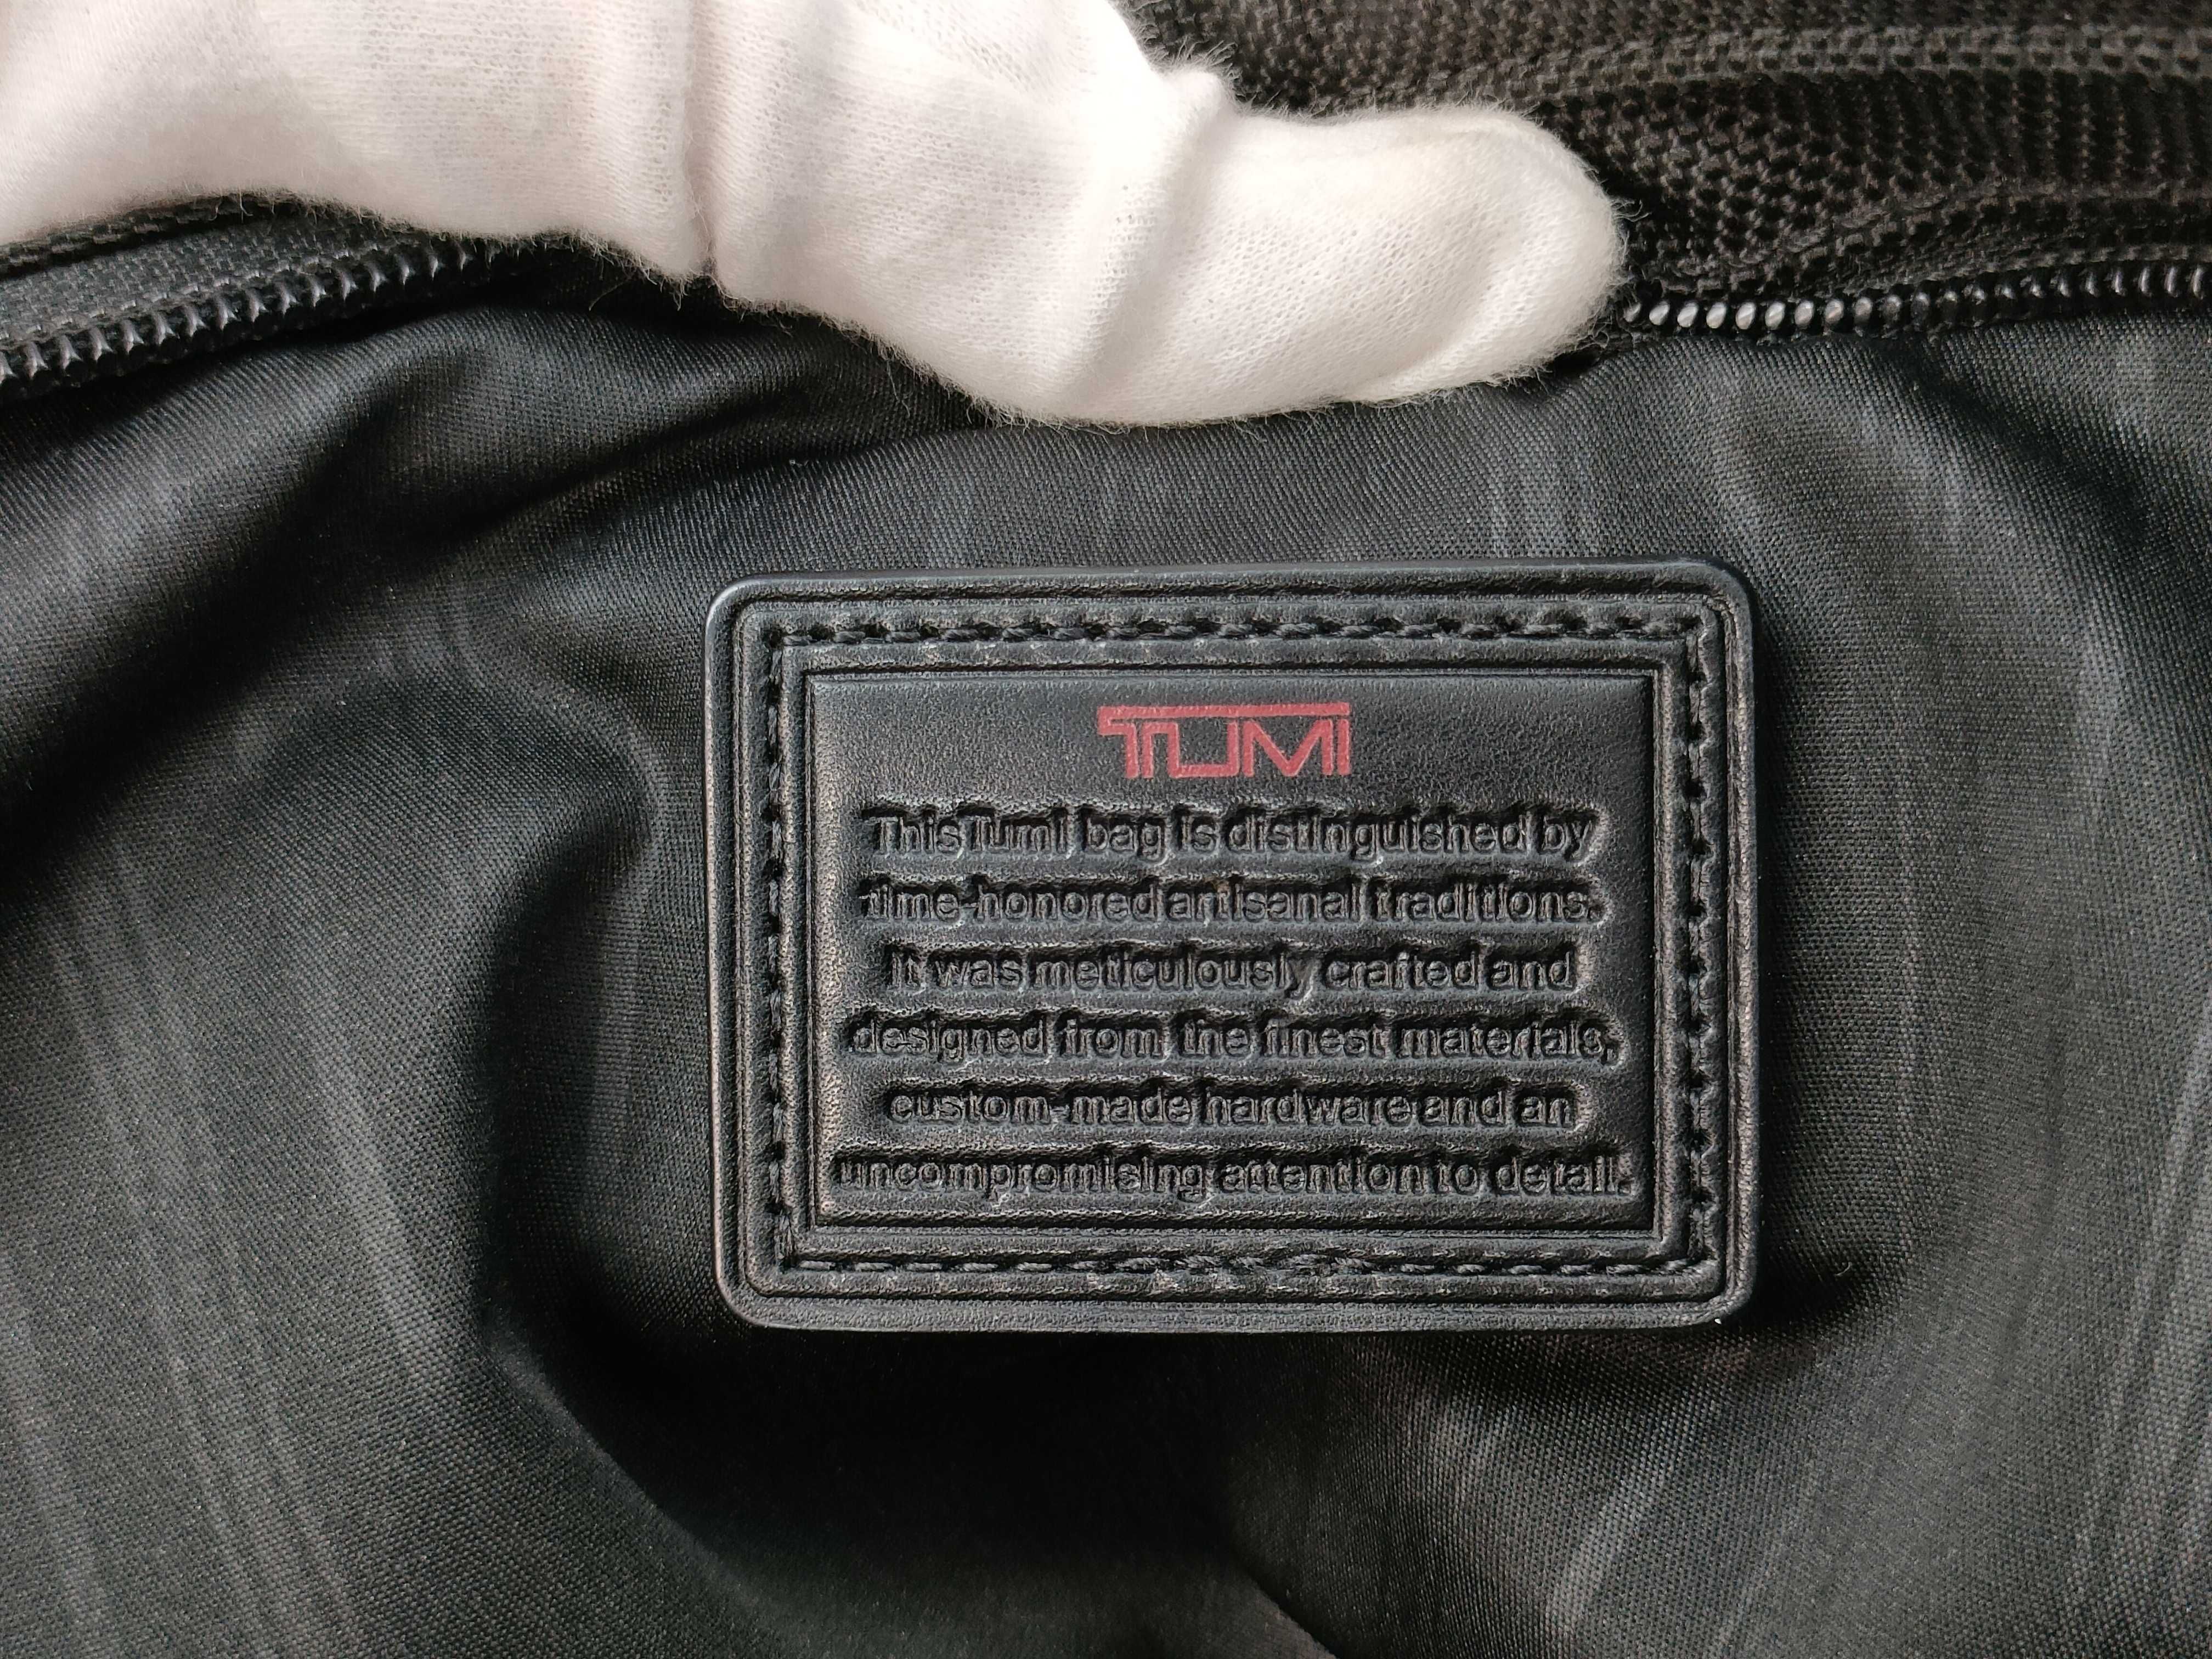 TUMI
This Tumi bag is distinguished by
time-honored artisanal traditions.
It was meticulously crafted and
designed from the finest materials,
custom-made hardware and an
uncompromising attention to detail.